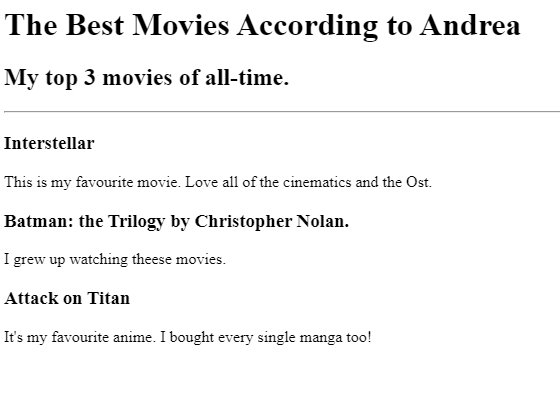 The Best Movies According to Andrea
My top 3 movies of all-time.
Interstellar
This is my favourite movie. Love all of the cinematics and the Ost.
Batman: the Trilogy by Christopher Nolan.
I grew up watching theese movies.
Attack on Titan
It's my favourite anime. I bought every single manga too!